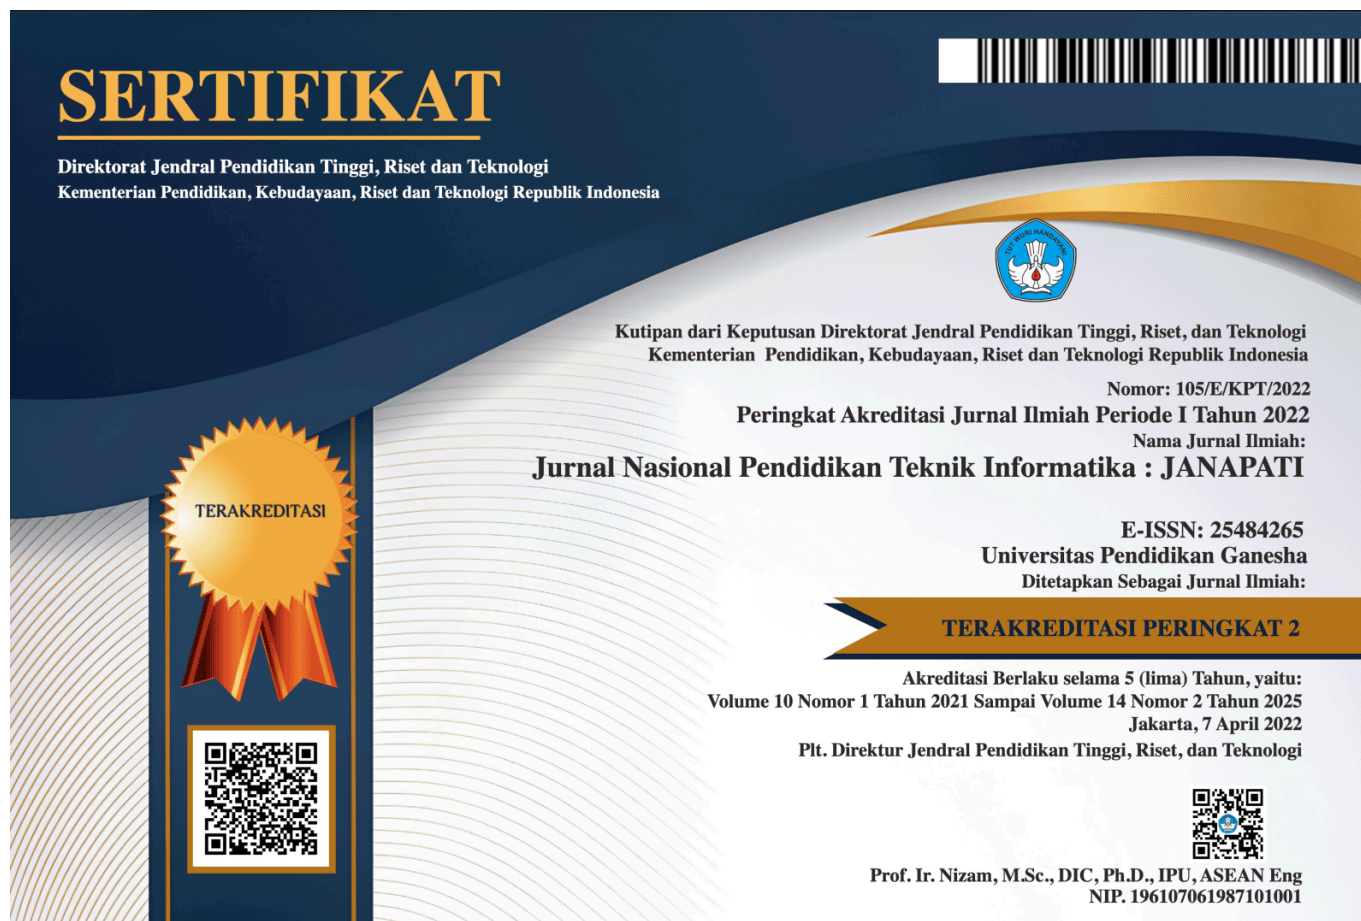 SERTIFIKAT
Direktorat Jendral Pendidikan Tinggi, Riset dan Teknologi
Kementerian Pendidikan, Kebudayaan, Riset dan Teknologi Republik Indonesia
TUT WURI HANDAYANI
Kutipan dari Keputusan Direktorat Jendral Pendidikan Tinggi, Riset, dan Teknologi
Kementerian Pendidikan, Kebudayaan, Riset dan Teknologi Republik Indonesia
Nomor: 105/E/KPT/2022
Peringkat Akreditasi Jurnal Ilmiah Periode I Tahun 2022
Nama Jurnal Ilmiah:
Jurnal Nasional Pendidikan Teknik Informatika : JANAPATI
TERAKREDITASI
E-ISSN: 25484265
Universitas Pendidikan Ganesha
Ditetapkan Sebagai Jurnal Ilmiah:
TERAKREDITASI PERINGKAT 2
Akreditasi Berlaku selama 5 (lima) Tahun, yaitu:
Volume 10 Nomor 1 Tahun 2021 Sampai Volume 14 Nomor 2 Tahun 2025
Jakarta, 7 April 2022
Plt. Direktur Jendral Pendidikan Tinggi, Riset, dan Teknologi
Prof. Ir. Nizam, M.Sc., DIC, Ph.D., IPU, ASEAN Eng
NIP. 196107061987101001